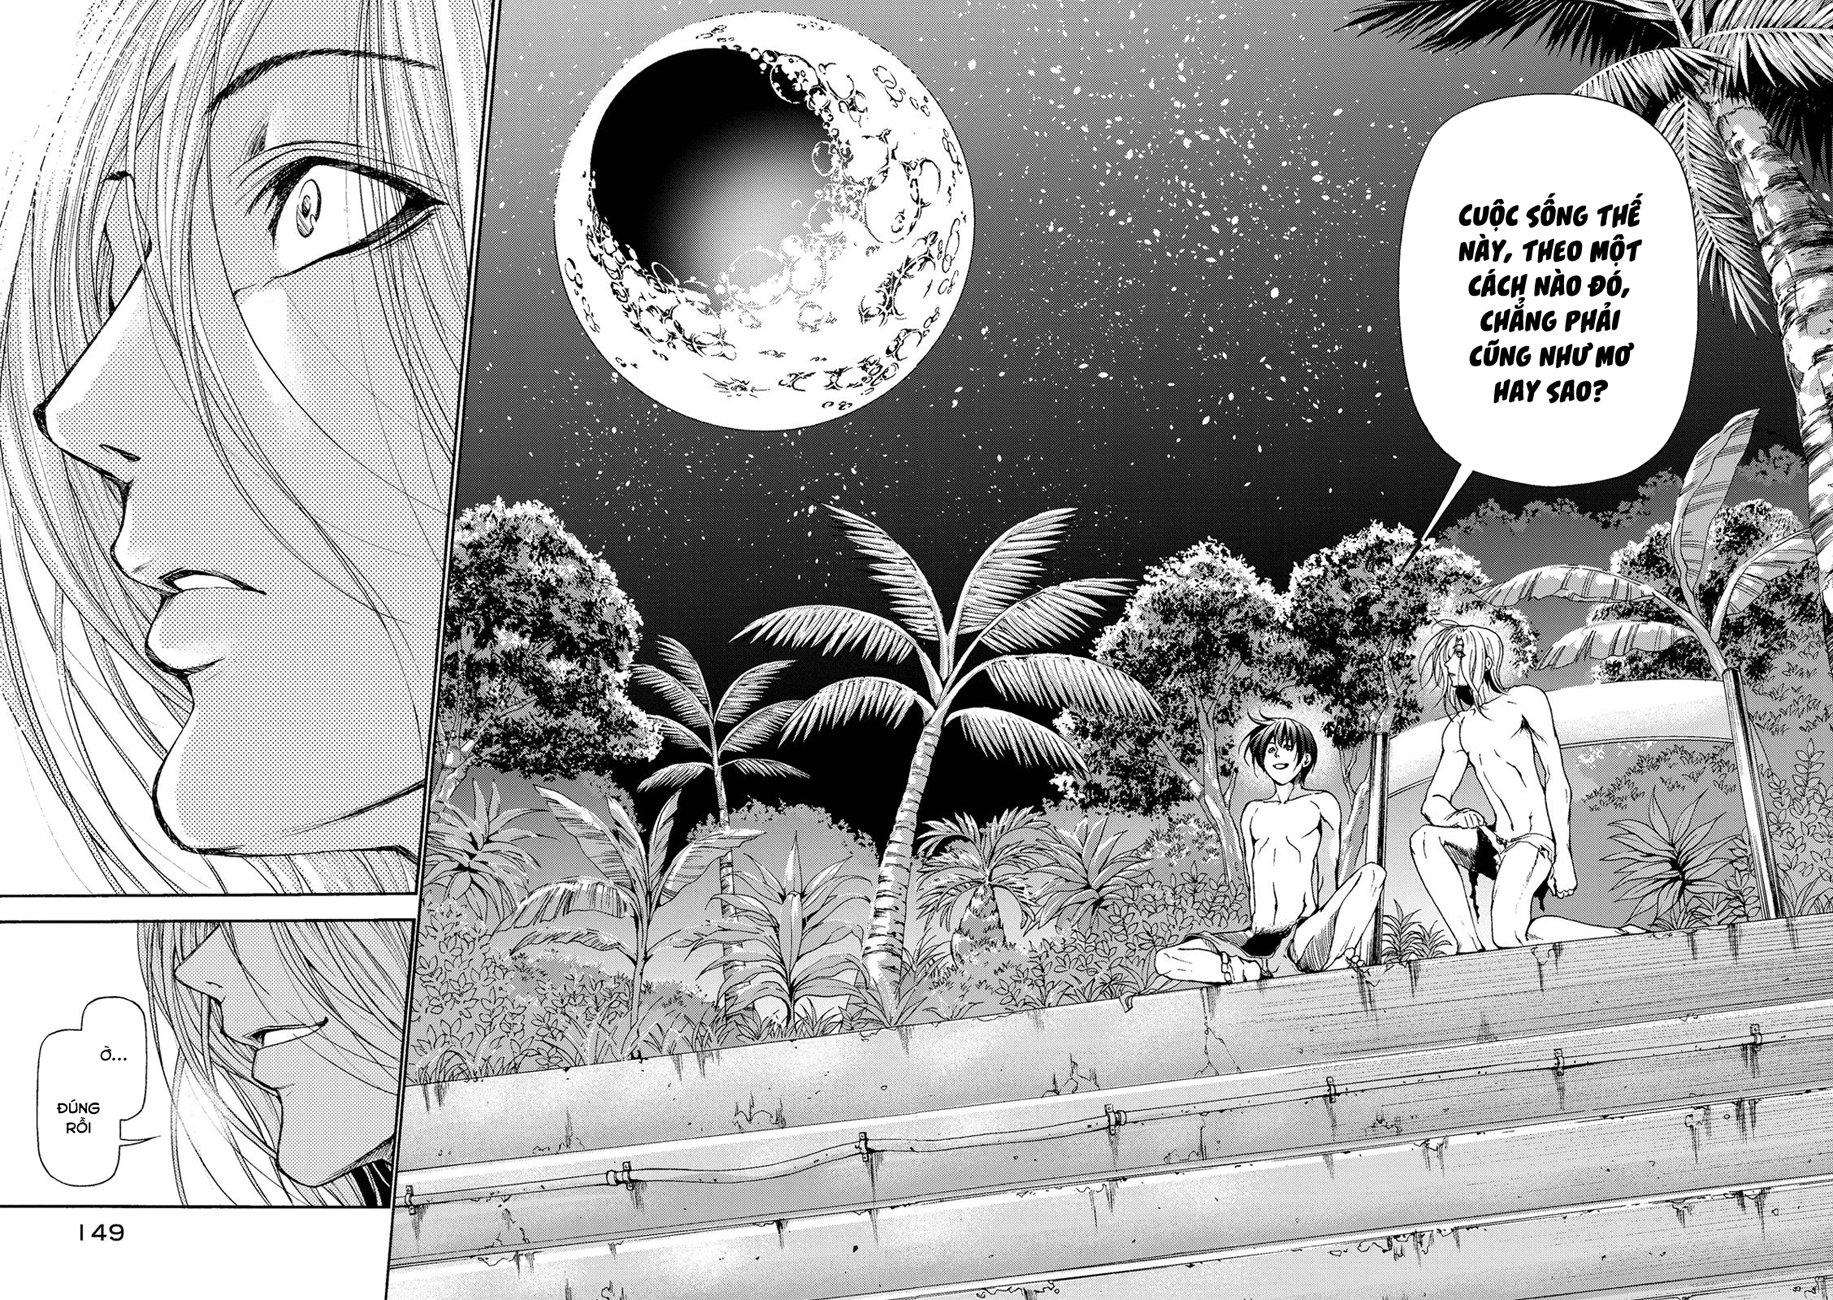 CUỘC SỐNG THẾ
NÀY, THEO MỘT
CÁCH NÀO ĐÓ,
CHẲNG PHẢI
CŨNG NHƯ MƠ
HAY SAO?
Ờ...
ĐÚNG
RỒI
149